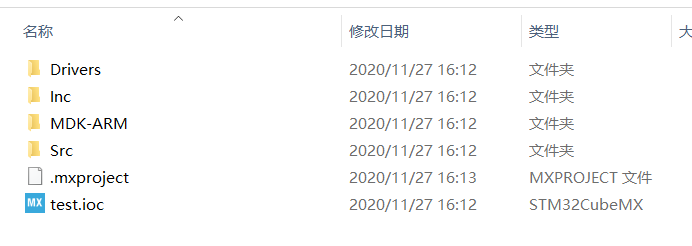 名称 修改日期 类型 大
Drivers 2020/11/27 16:12 文件夹
Inc 2020/11/27 16:12 文件夹
MDK-ARM 2020/11/27 16:12 文件夹
Src 2020/11/27 16:12 文件夹
.mxproject 2020/11/27 16:13 MXPROJECT 文件
MX test.ioc 2020/11/27 16:12 STM32CubeMX